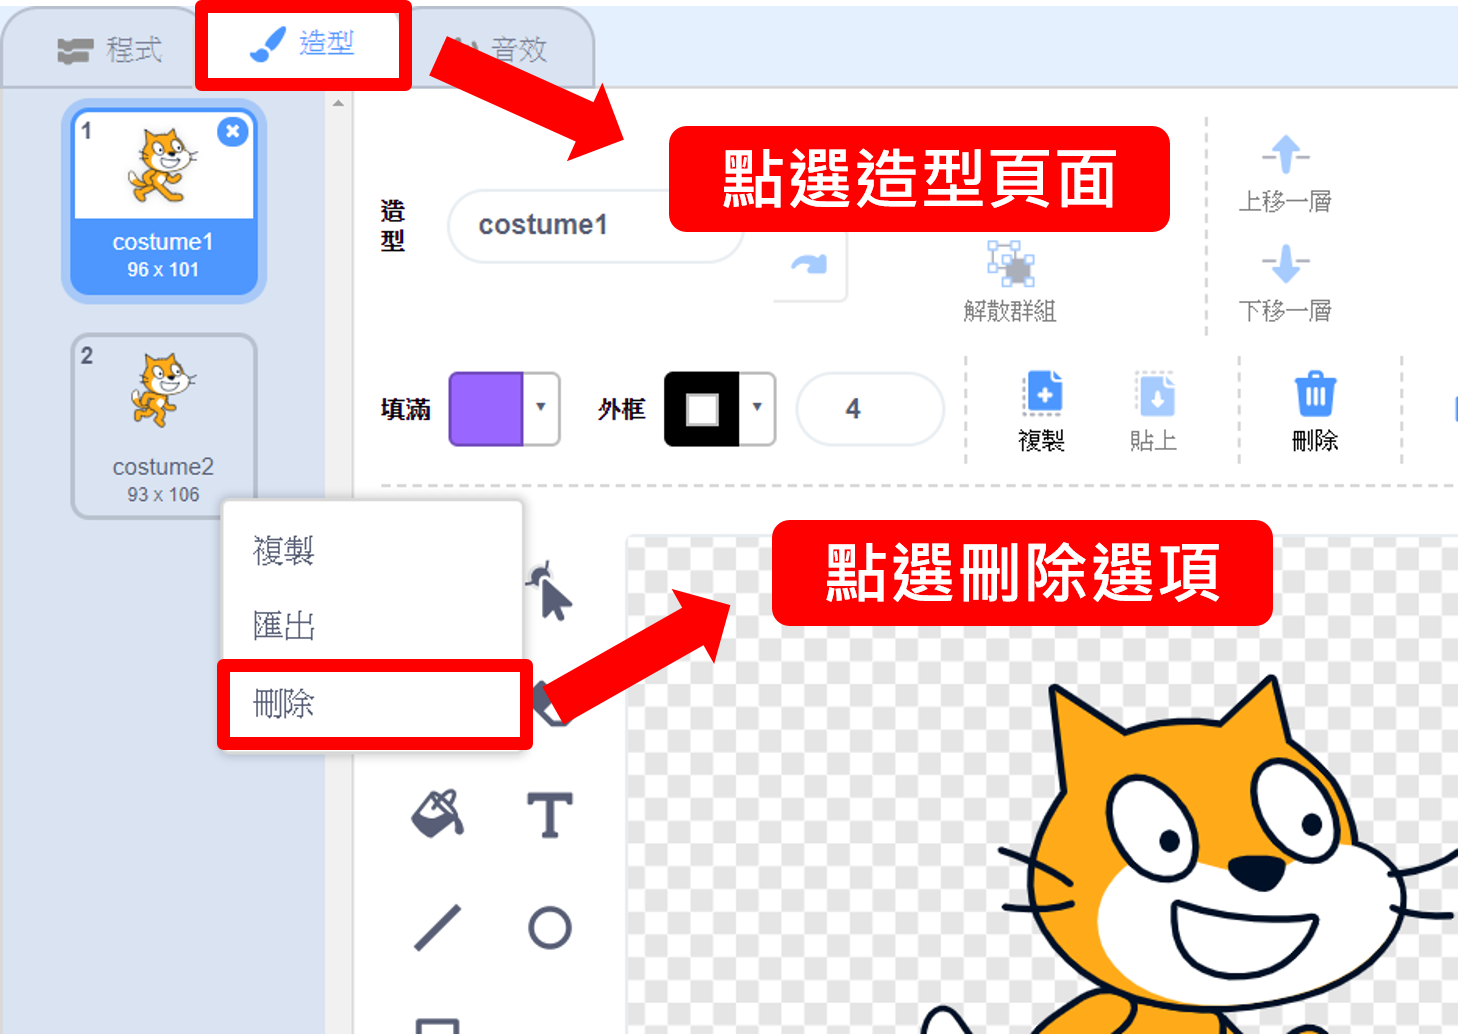 程式
造型
音效
1
costume1
96 x 101
2
costume2
93 x 106
複製
匯出
刪除
點選造型頁面
造
型
costume1
解散群組
上移一層
下移一層
填滿
外框
4
複製
貼上
刪除
點選刪除選項